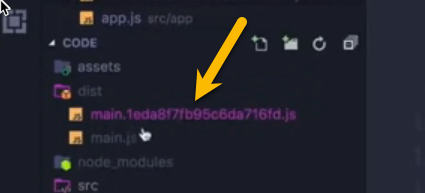 app.js src/app
CODE
assets
dist
main.1eda8f7fb95c6da716fd.js
main.js
node_modules
src